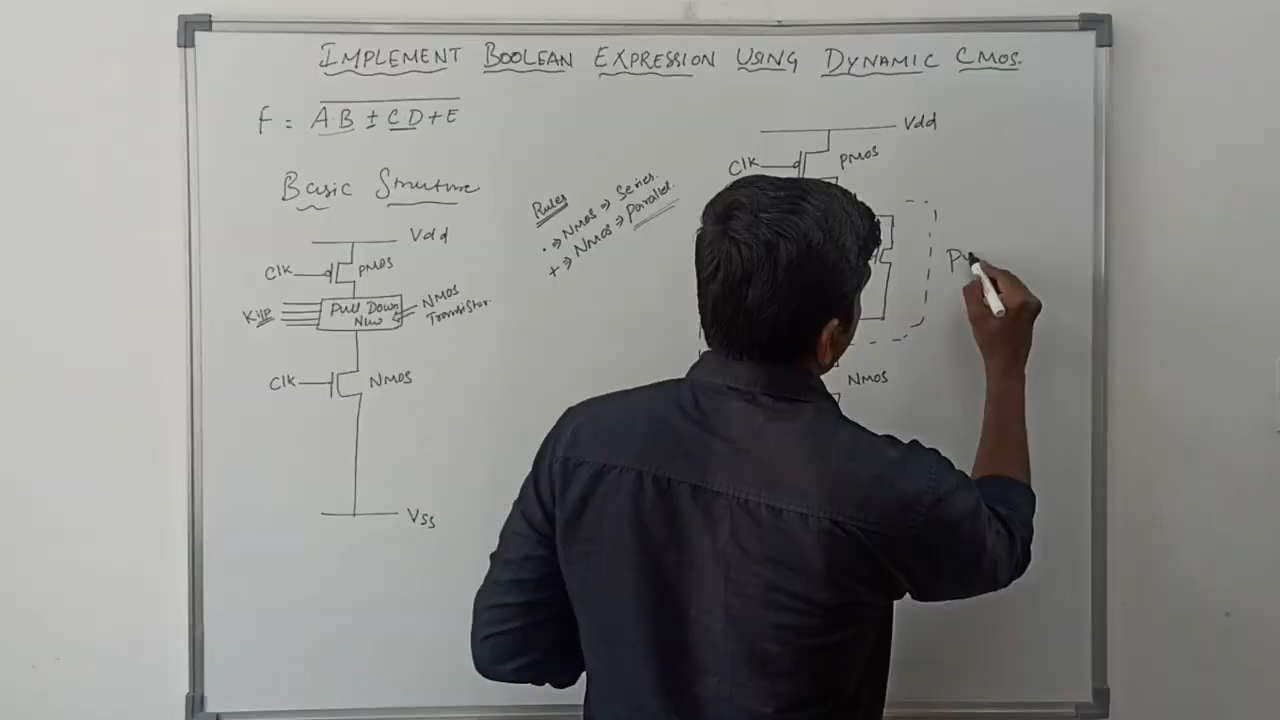 IMPLEMENT BOOLEAN EXPRESSION USING DYNAMIC CMOS.
F = AB + CD + E
Basic Structure
Vdd
Clk
PMOS
K I/P
Pull Down
N/w
NMOS
Transistor.
Clk
NMOS
Vss
Rules
· ⇒ NMOS ⇒ Series.
+ ⇒ NMOS ⇒ Parallel.
Vdd
Clk
PMOS
NMOS